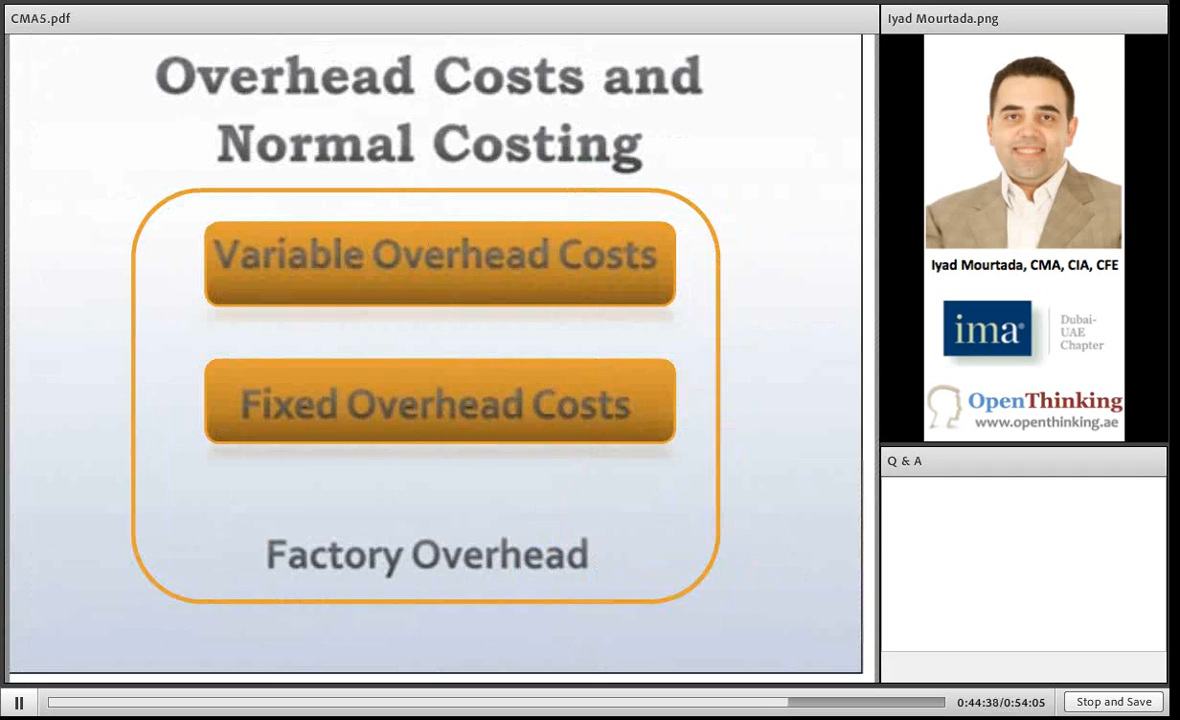 CMA5.pdf
Overhead Costs and
Normal Costing
Variable Overhead Costs
Fixed Overhead Costs
Factory Overhead
Iyad Mourtada.png
Iyad Mourtada, CMA, CIA, CFE
ima®
Dubai-
UAE
Chapter
OpenThinking
www.openthinking.ae
Q & A
0:44:38/0:54:05
Stop and Save